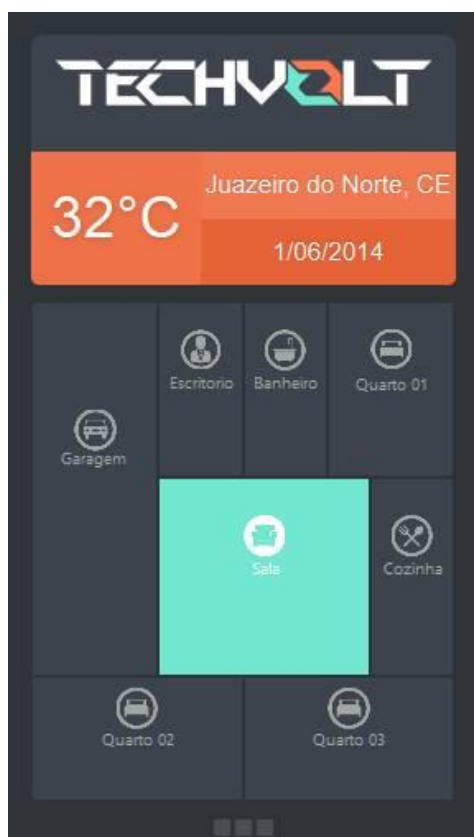 TECHVOLT
32°C
Juazeiro do Norte, CE
1/06/2014
Escritorio
Banheiro
Quarto 01
Garagem
Sala
Cozinha
Quarto 02
Quarto 03